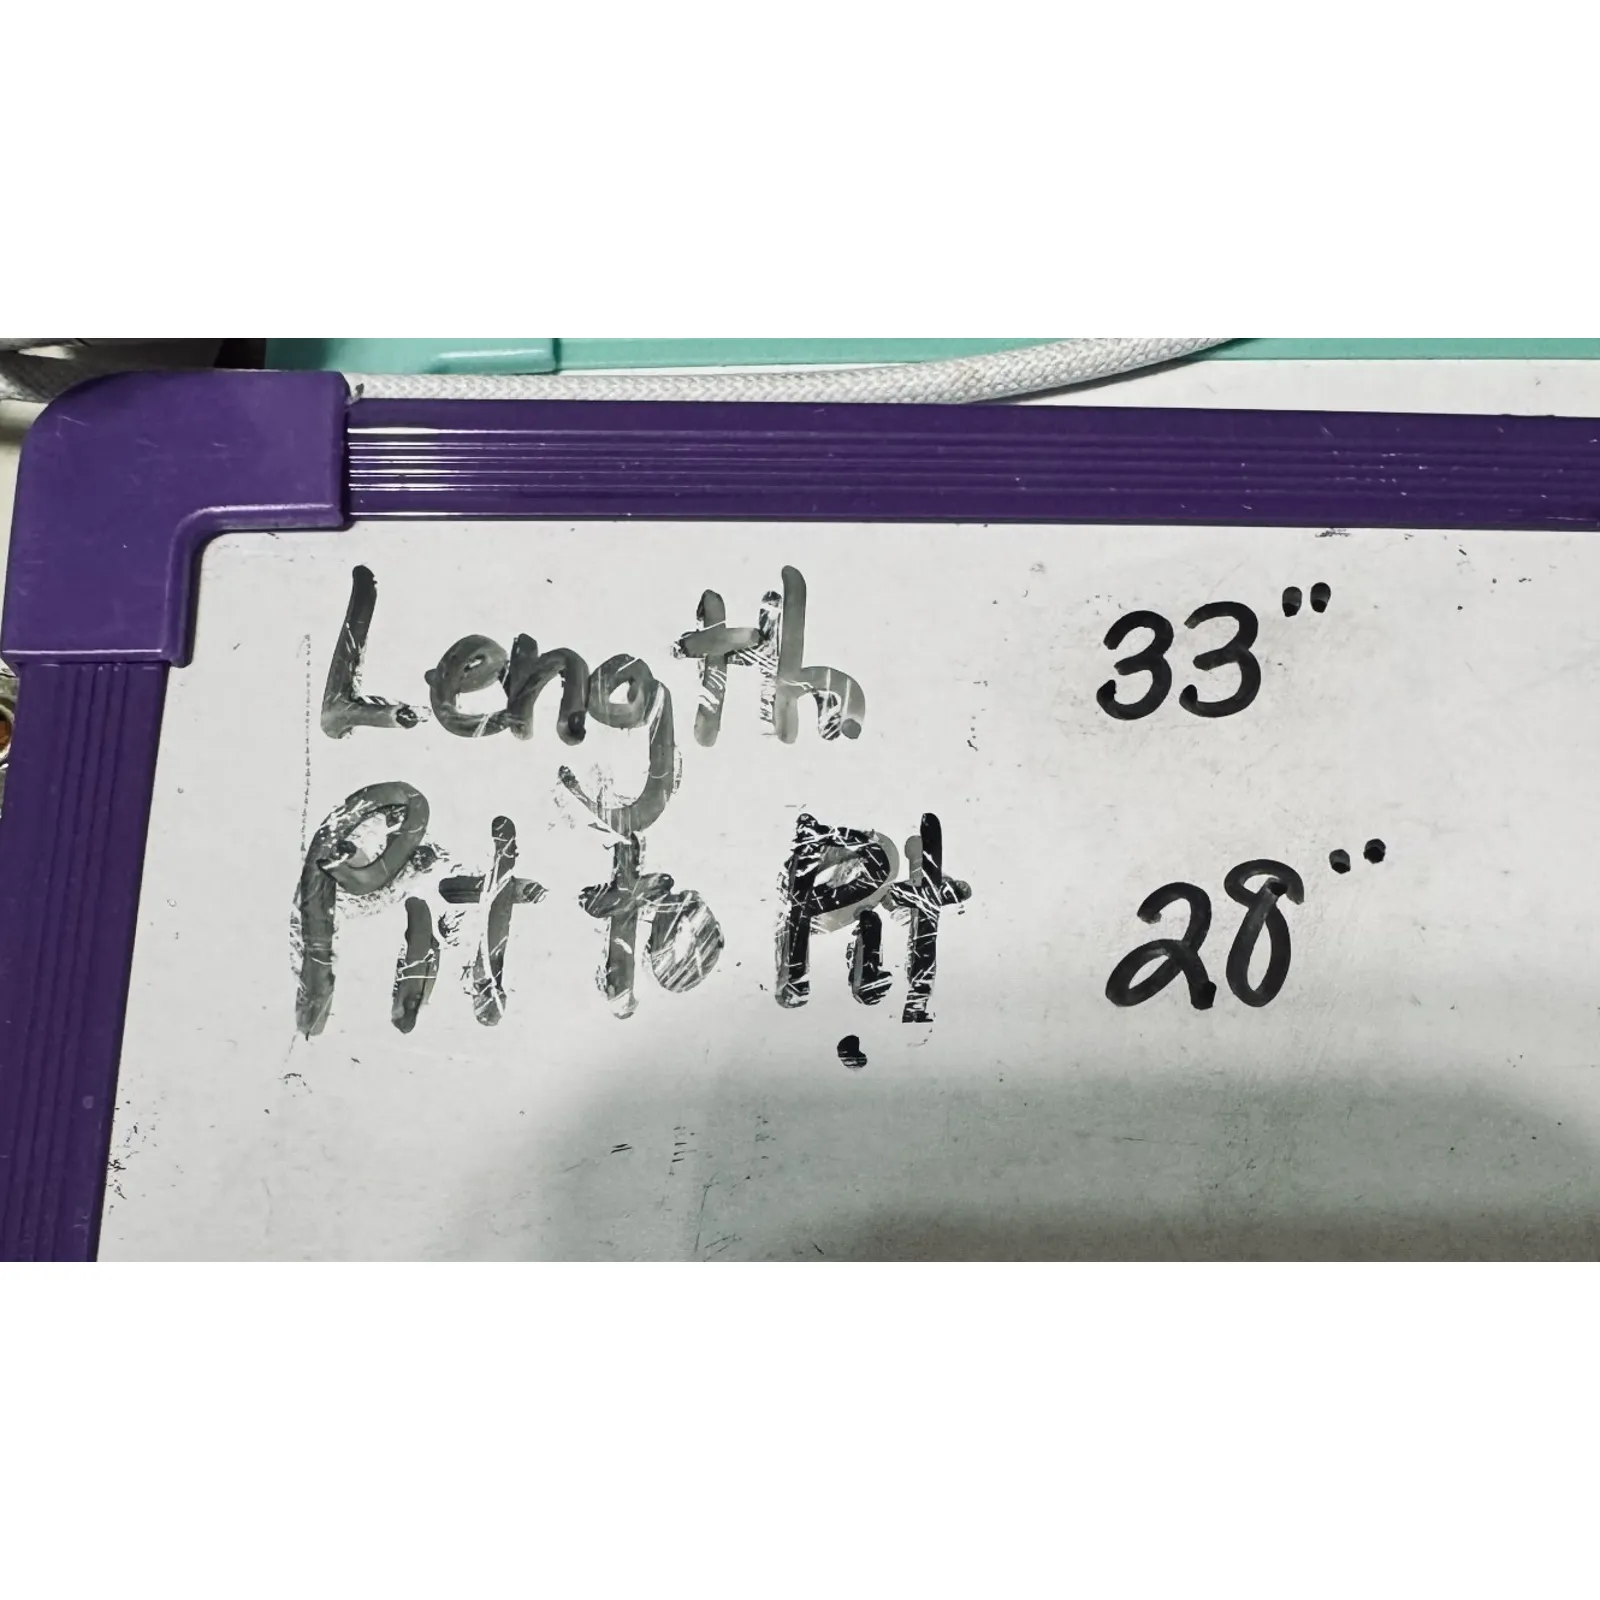 Length 33"
Pit to Pit 28"